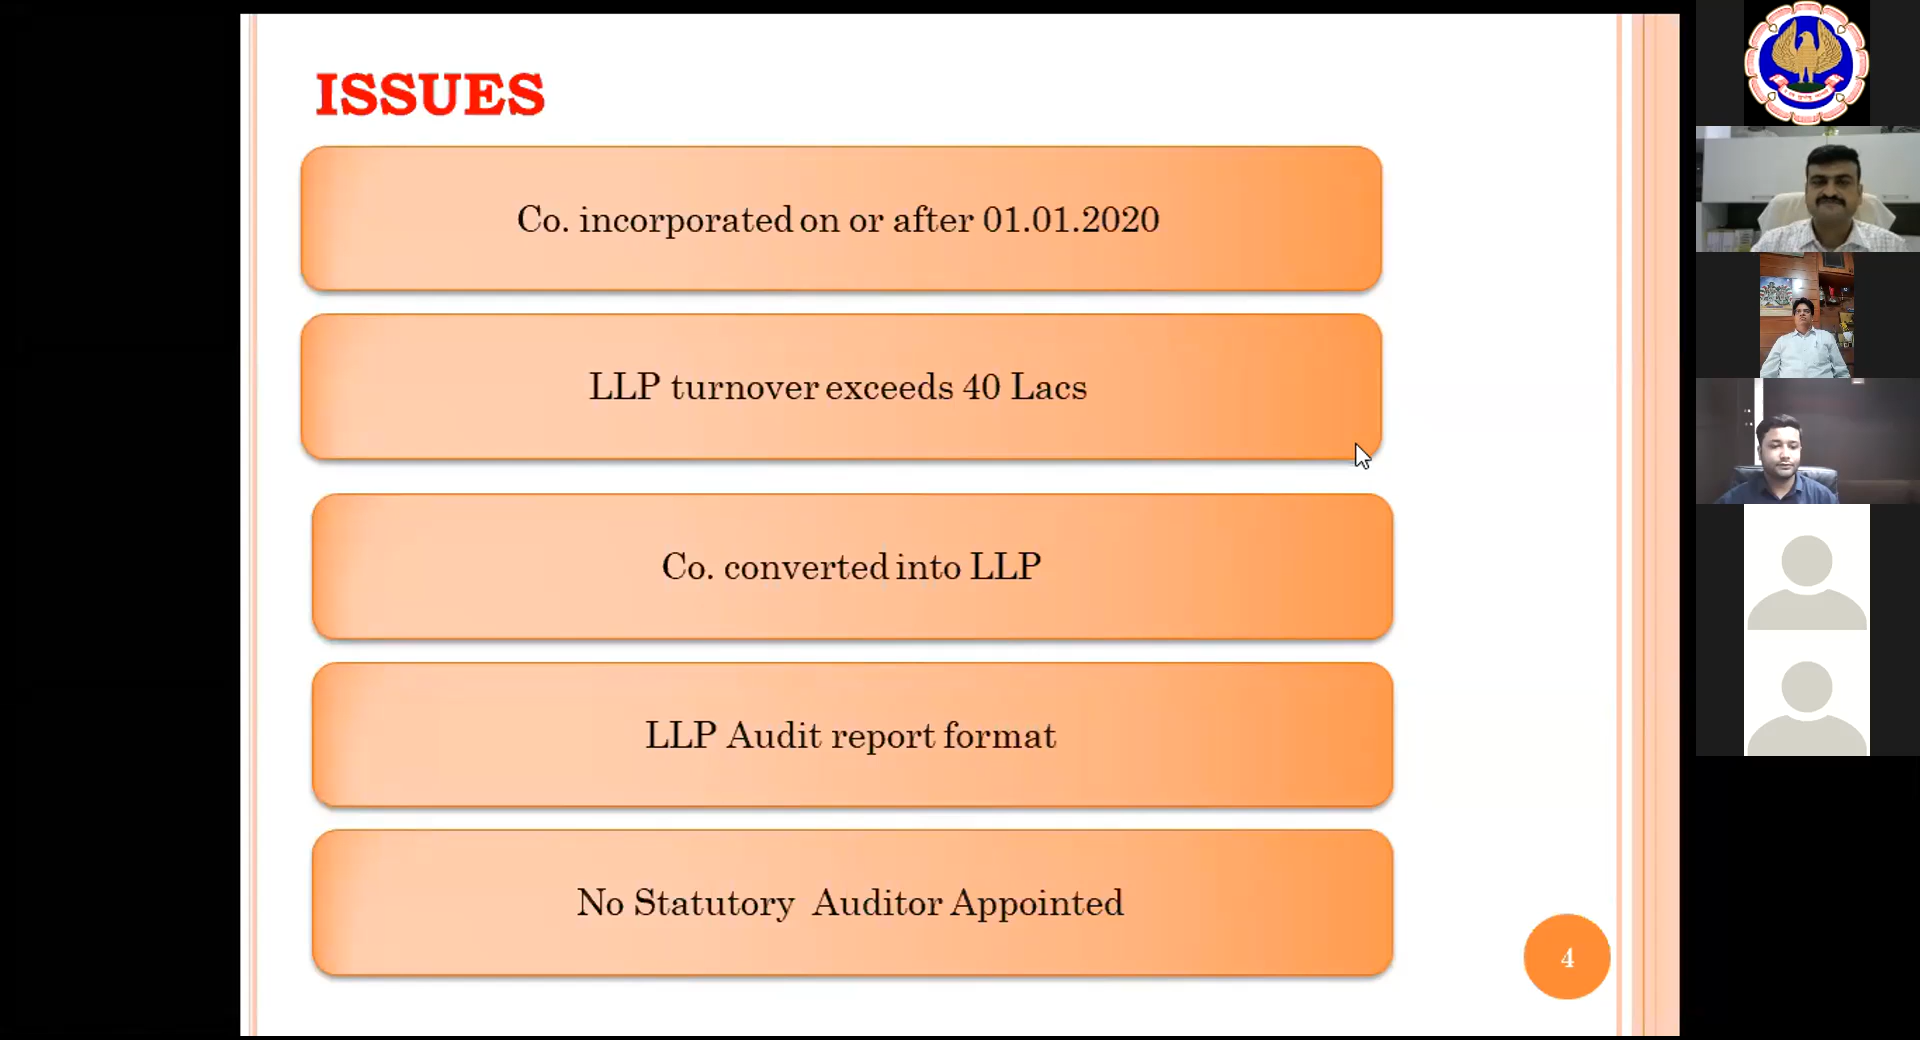 ISSUES
Co. incorporated on or after 01.01.2020
LLP turnover exceeds 40 Lacs
Co. converted into LLP
LLP Audit report format
No Statutory  Auditor Appointed
4